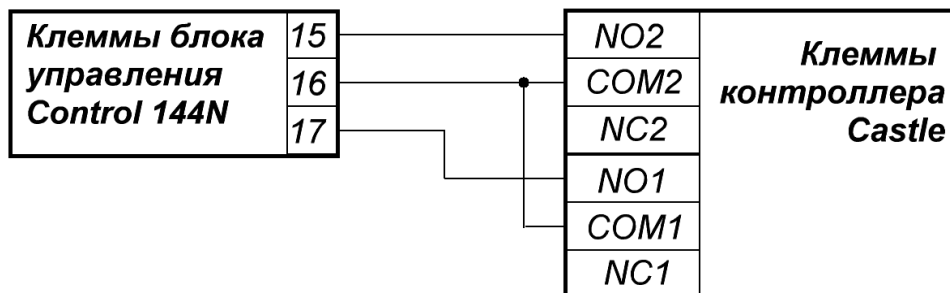 Клеммы блока
управления
Control 144N
15
16
17
NO2
COM2
NC2
NO1
COM1
NC1
Клеммы
контроллера
Castle